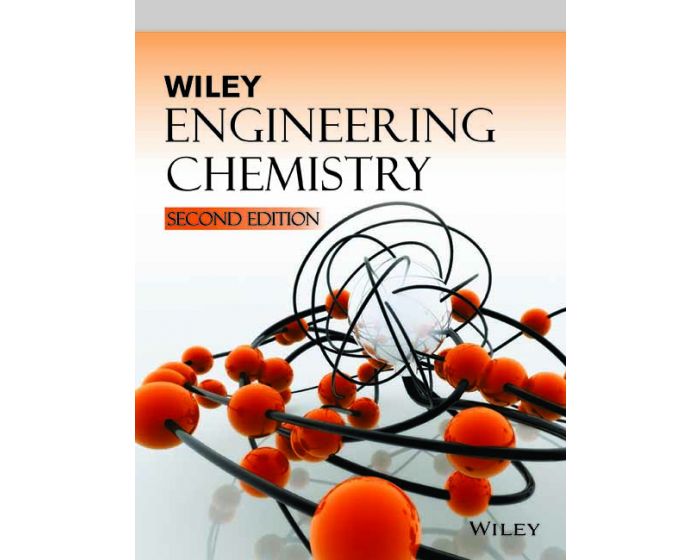 WILEY
ENGINEERING
CHEMISTRY
SECOND EDITION
WILEY